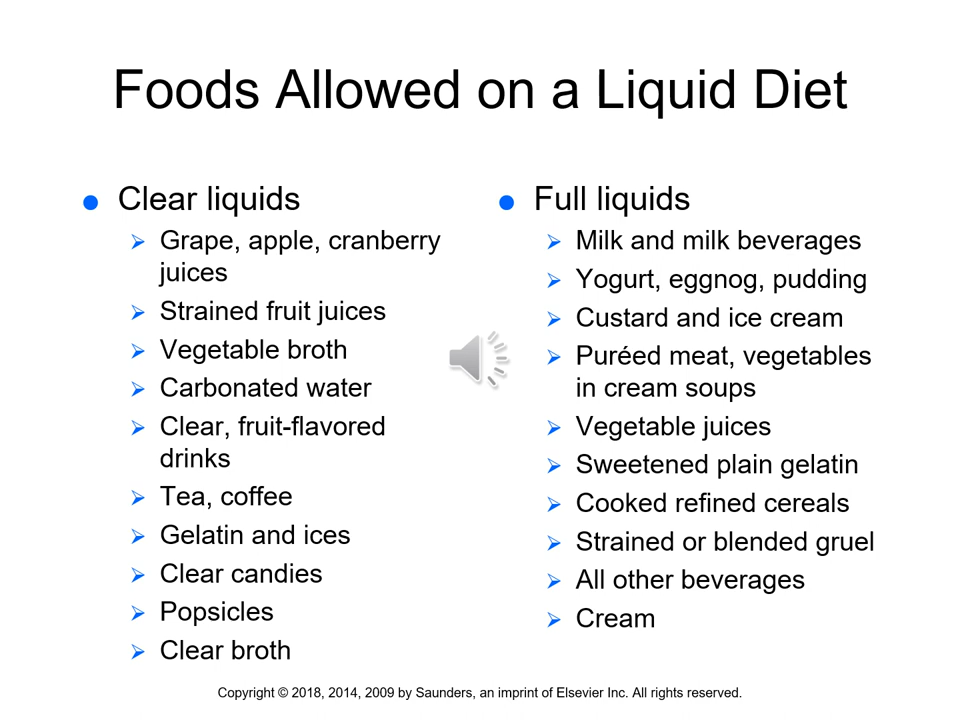 Foods Allowed on a Liquid Diet
Clear liquids
Grape, apple, cranberry
juices
Strained fruit juices
Vegetable broth
Carbonated water
Clear, fruit-flavored
drinks
Tea, coffee
Gelatin and ices
Clear candies
Popsicles
Clear broth
Full liquids
Milk and milk beverages
Yogurt, eggnog, pudding
Custard and ice cream
Puréed meat, vegetables
in cream soups
Vegetable juices
Sweetened plain gelatin
Cooked refined cereals
Strained or blended gruel
All other beverages
Cream
Copyright © 2018, 2014, 2009 by Saunders, an imprint of Elsevier Inc. All rights reserved.